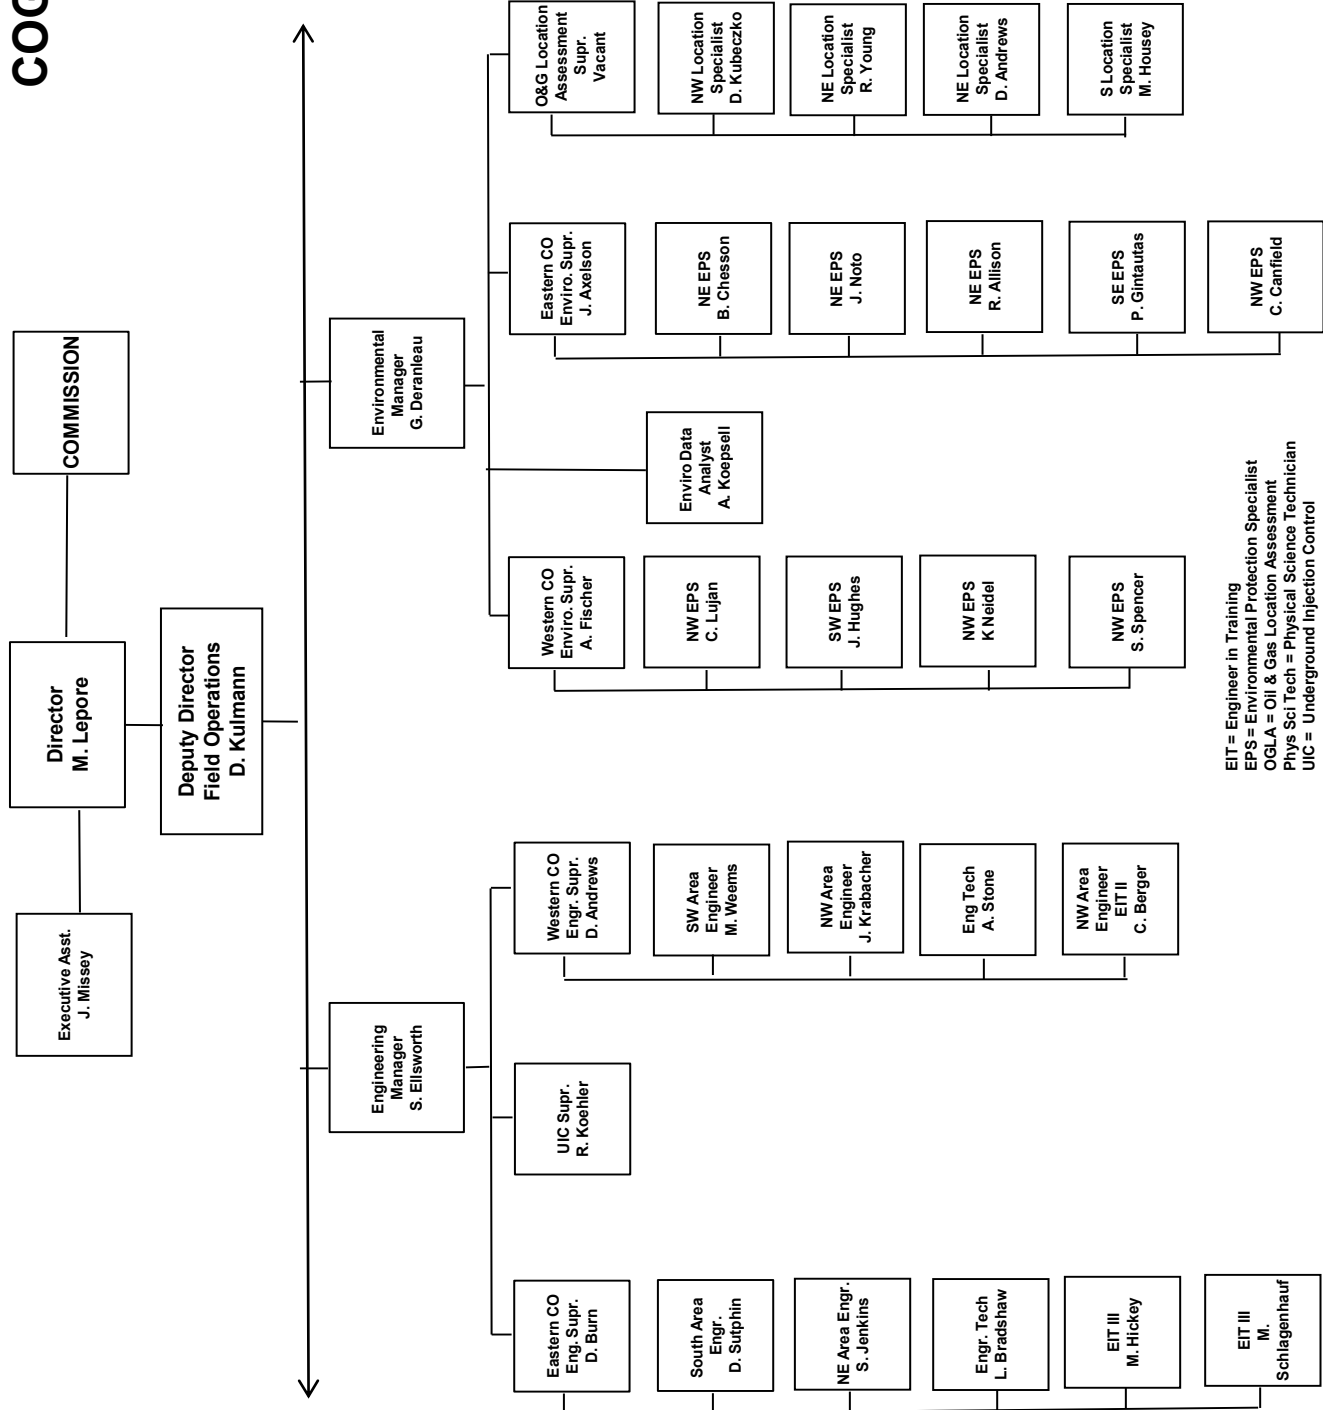 COG
COMMISSION
Director
M. Lepore
Executive Asst.
J. Missey
Deputy Director
Field Operations
D. Kulmann
Engineering
Manager
S. Ellsworth
Environmental
Manager
G. Deranleau
Eastern CO
Eng. Supr.
D. Burn
South Area
Engr.
D. Sutphin
NE Area Engr.
S. Jenkins
Engr. Tech
L. Bradshaw
EIT III
M. Hickey
EIT III
M.
Schlagenhauf
UIC Supr.
R. Koehler
Western CO
Engr. Supr.
D. Andrews
SW Area
Engineer
M. Weems
NW Area
Engineer
J. Krabacher
Eng Tech
A. Stone
NW Area
Engineer
EIT II
C. Berger
Western CO
Enviro. Supr.
A. Fischer
NW EPS
C. Lujan
SW EPS
J. Hughes
NW EPS
K Neidel
NW EPS
S. Spencer
Enviro Data
Analyst
A. Koepsell
Eastern CO
Enviro. Supr.
J. Axelson
NE EPS
B. Chesson
NE EPS
J. Noto
NE EPS
R. Allison
SE EPS
P. Gintautas
NW EPS
C. Canfield
O&G Location
Assessment
Supr.
Vacant
NW Location
Specialist
D. Kubeczko
NE Location
Specialist
R. Young
NE Location
Specialist
D. Andrews
S Location
Specialist
M. Housey
EIT = Engineer in Training
EPS = Environmental Protection Specialist
OGLA = Oil & Gas Location Assessment
Phys Sci Tech = Physical Science Technician
UIC = Underground Injection Control